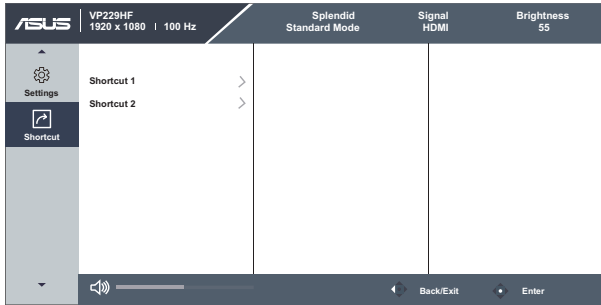 ASUS
VP229HF
1920 x 1080 | 100 Hz
Splendid
Standard Mode
Signal
HDMI
Brightness
55
Settings
Shortcut
Shortcut 1
Shortcut 2
Back/Exit
Enter